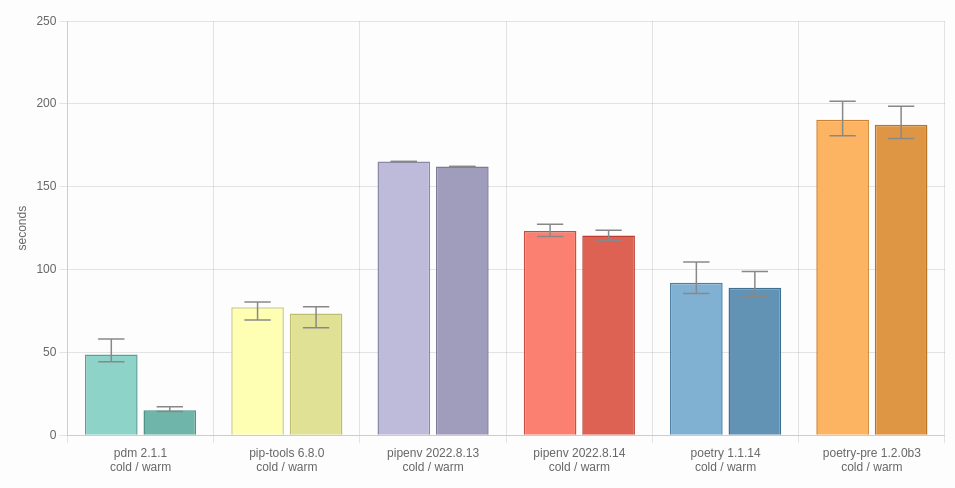 250
200
150
100
50
0
seconds
pdm 2.1.1
cold / warm
pip-tools 6.8.0
cold / warm
pipenv 2022.8.13
cold / warm
pipenv 2022.8.14
cold / warm
poetry 1.1.14
cold / warm
poetry-pre 1.2.0b3
cold / warm